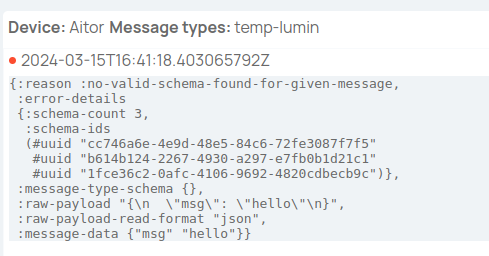 Device: Aitor Message types: temp-lumin
2024-03-15T16:41:18.403065792Z
{:reason :no-valid-schema-found-for-given-message,
 :error-details
 {:schema-count 3,
  :schema-ids
  (#uuid "cc746a6e-4e9d-48e5-84c6-72fe3087f7f5"
   #uuid "b614b124-2267-4930-a297-e7fb0b1d21c1"
   #uuid "1fce36c2-0afc-4106-9692-4820cdbecb9c")},
 :message-type-schema {},
 :raw-payload "{\n  \"msg\": \"hello\"\n}",
 :raw-payload-read-format "json",
 :message-data {"msg" "hello"}}